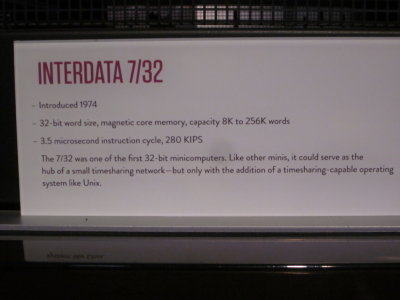 INTERDATA 7/32
– Introduced 1974
– 32-bit word size, magnetic core memory, capacity 8K to 256K words
– 3.5 microsecond instruction cycle, 280 KIPS
The 7/32 was one of the first 32-bit minicomputers. Like other minis, it could serve as the
hub of a small timesharing network—but only with the addition of a timesharing-capable operating
system like Unix.